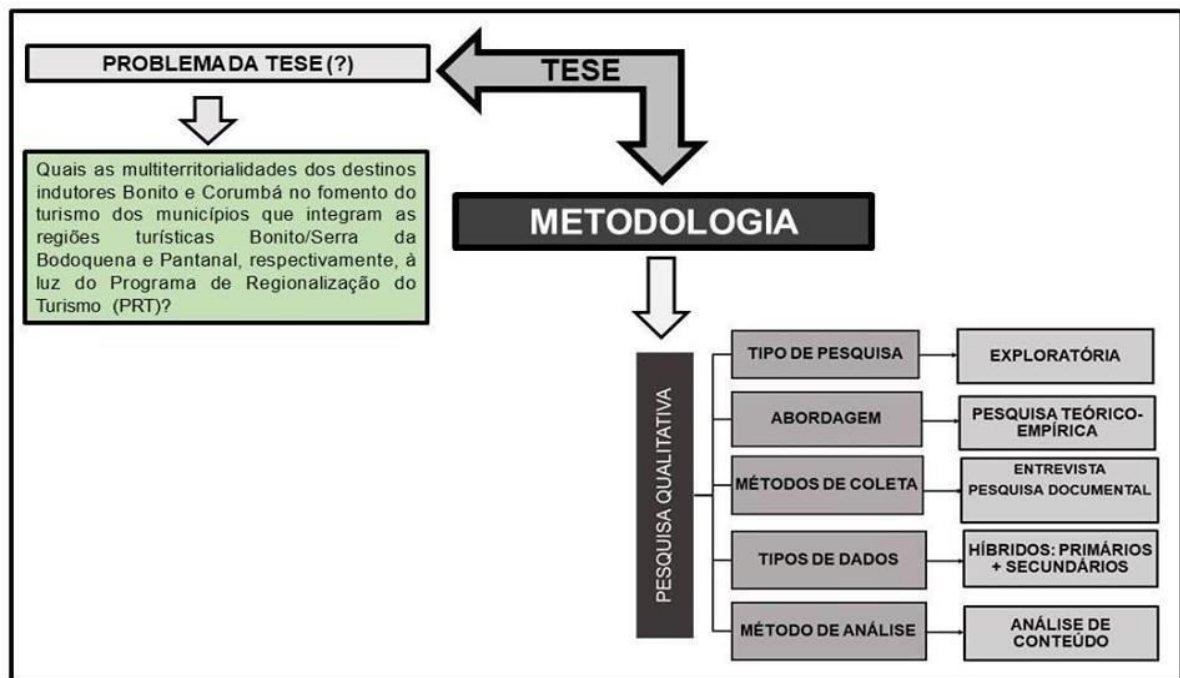 PROBLEMA DA TESE (?)
TESE
Quais as multiterritorialidades dos destinos
indutores Bonito e Corumbá no fomento do
turismo dos municípios que integram as
regiões turísticas Bonito/Serra da
Bodoquena e Pantanal, respectivamente, à
luz do Programa de Regionalização do
Turismo (PRT)?
METODOLOGIA
PESQUISA QUALITATIVA
TIPO DE PESQUISA
EXPLORATÓRIA
ABORDAGEM
PESQUISA TEÓRICO-
EMPÍRICA
MÉTODOS DE COLETA
ENTREVISTA
PESQUISA DOCUMENTAL
TIPOS DE DADOS
HÍBRIDOS: PRIMÁRIOS
+ SECUNDÁRIOS
MÉTODO DE ANÁLISE
ANÁLISE DE
CONTEÚDO